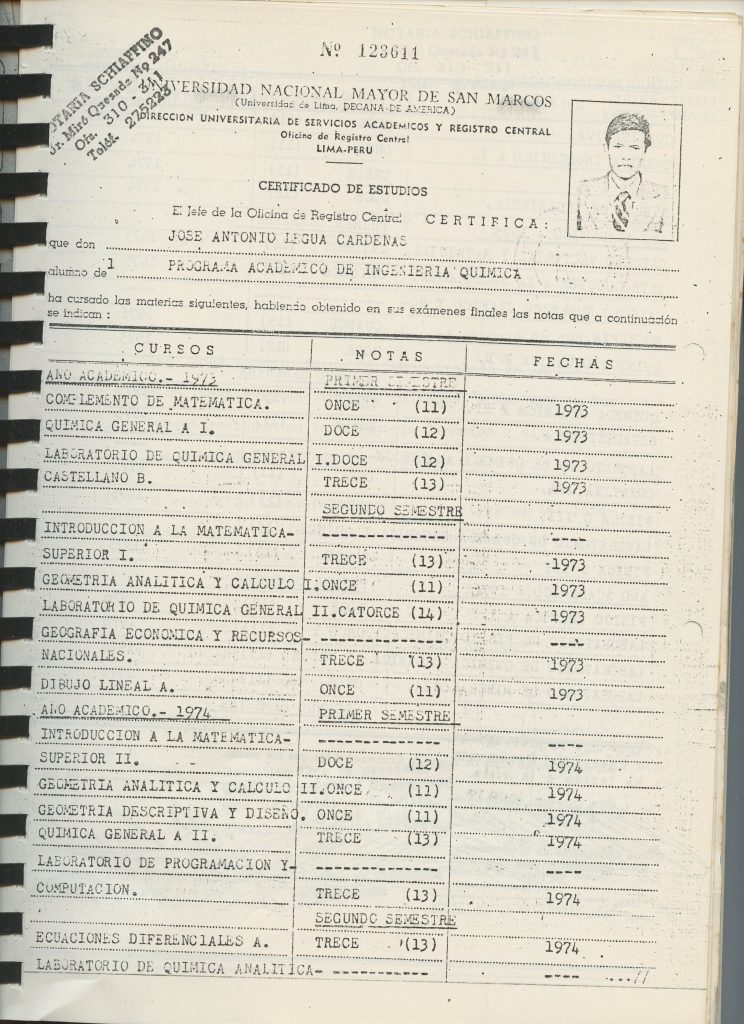 Nº 123611
NOTARIA SCHIAFFINO
Jr. Miró Quesada Nº 247
Ofn. 310 - 311
Teléf. 275223
UNIVERSIDAD NACIONAL MAYOR DE SAN MARCOS
(Universidad de Lima, DECANA DE AMERICA)
DIRECCION UNIVERSITARIA DE SERVICIOS ACADEMICOS Y REGISTRO CENTRAL
Oficina de Registro Central
LIMA-PERU
CERTIFICADO DE ESTUDIOS
El Jefe de la Oficina de Registro Central CERTIFICA:
que don JOSE ANTONIO LEGUA CARDENAS
alumno de l PROGRAMA ACADEMICO DE INGENIERIA QUIMICA
ha cursado las materias siguientes, habiendo obtenido en sus exámenes finales las notas que a continuación
se indican :
CURSOS NOTAS FECHAS
AÑO ACADEMICO.- 1973 PRIMER SEMESTRE
COMPLEMENTO DE MATEMATICA. ONCE (11) 1973
QUIMICA GENERAL A I. DOCE (12) 1973
LABORATORIO DE QUIMICA GENERAL I.DOCE (12) 1973
CASTELLANO B. TRECE (13) 1973
SEGUNDO SEMESTRE
INTRODUCCION A LA MATEMATICA- --------------- ----
SUPERIOR I. TRECE (13) 1973
GEOMETRIA ANALITICA Y CALCULO I.ONCE (11) 1973
LABORATORIO DE QUIMICA GENERAL II.CATORCE (14) 1973
GEOGRAFIA ECONOMICA Y RECURSOS- --------------- ----
NACIONALES. TRECE (13) 1973
DIBUJO LINEAL A. ONCE (11) 1973
AÑO ACADEMICO.- 1974 PRIMER SEMESTRE
INTRODUCCION A LA MATEMATICA- --------------- ----
SUPERIOR II. DOCE (12) 1974
GEOMETRIA ANALITICA Y CALCULO II.ONCE (11) 1974
GEOMETRIA DESCRIPTIVA Y DISEÑO. ONCE (11) 1974
QUIMICA GENERAL A II. TRECE (13) 1974
LABORATORIO DE PROGRAMACION Y- --------------- ----
COMPUTACION. TRECE (13) 1974
SEGUNDO SEMESTRE
ECUACIONES DIFERENCIALES A. TRECE (13) 1974
LABORATORIO DE QUIMICA ANALITICA- ----------- ---- ...//